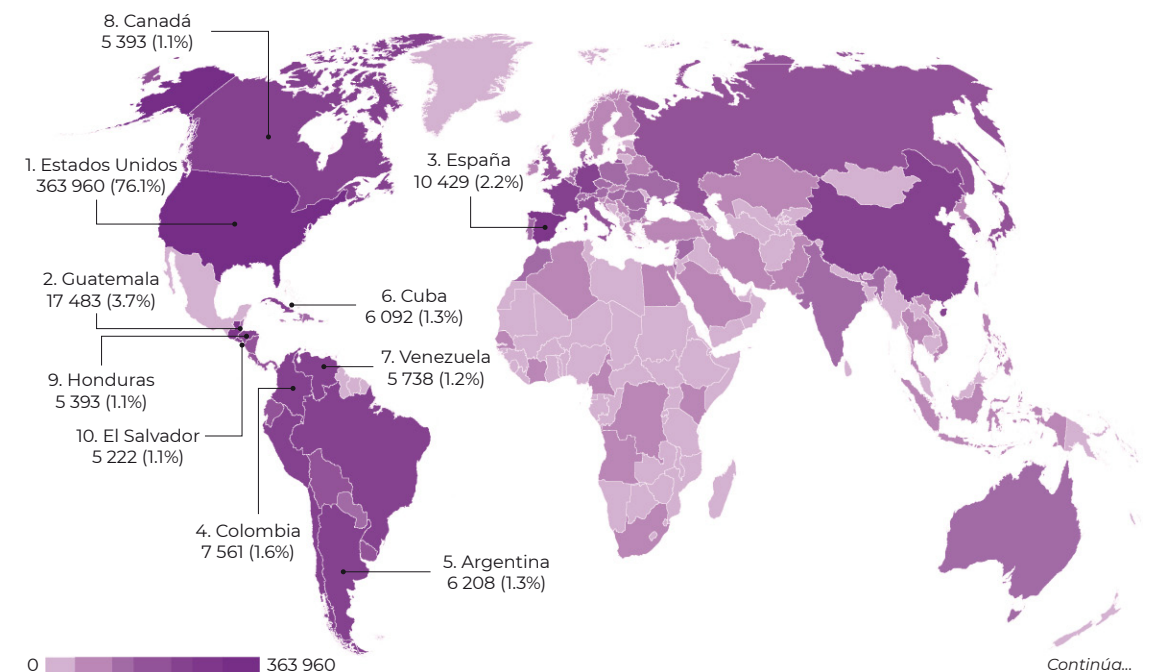 8. Canadá
5 393 (1.1%)
1. Estados Unidos
363 960 (76.1%)
3. España
10 429 (2.2%)
2. Guatemala
17 483 (3.7%)
6. Cuba
6 092 (1.3%)
7. Venezuela
5 738 (1.2%)
9. Honduras
5 393 (1.1%)
10. El Salvador
5 222 (1.1%)
4. Colombia
7 561 (1.6%)
5. Argentina
6 208 (1.3%)
0
363 960
Continúa...